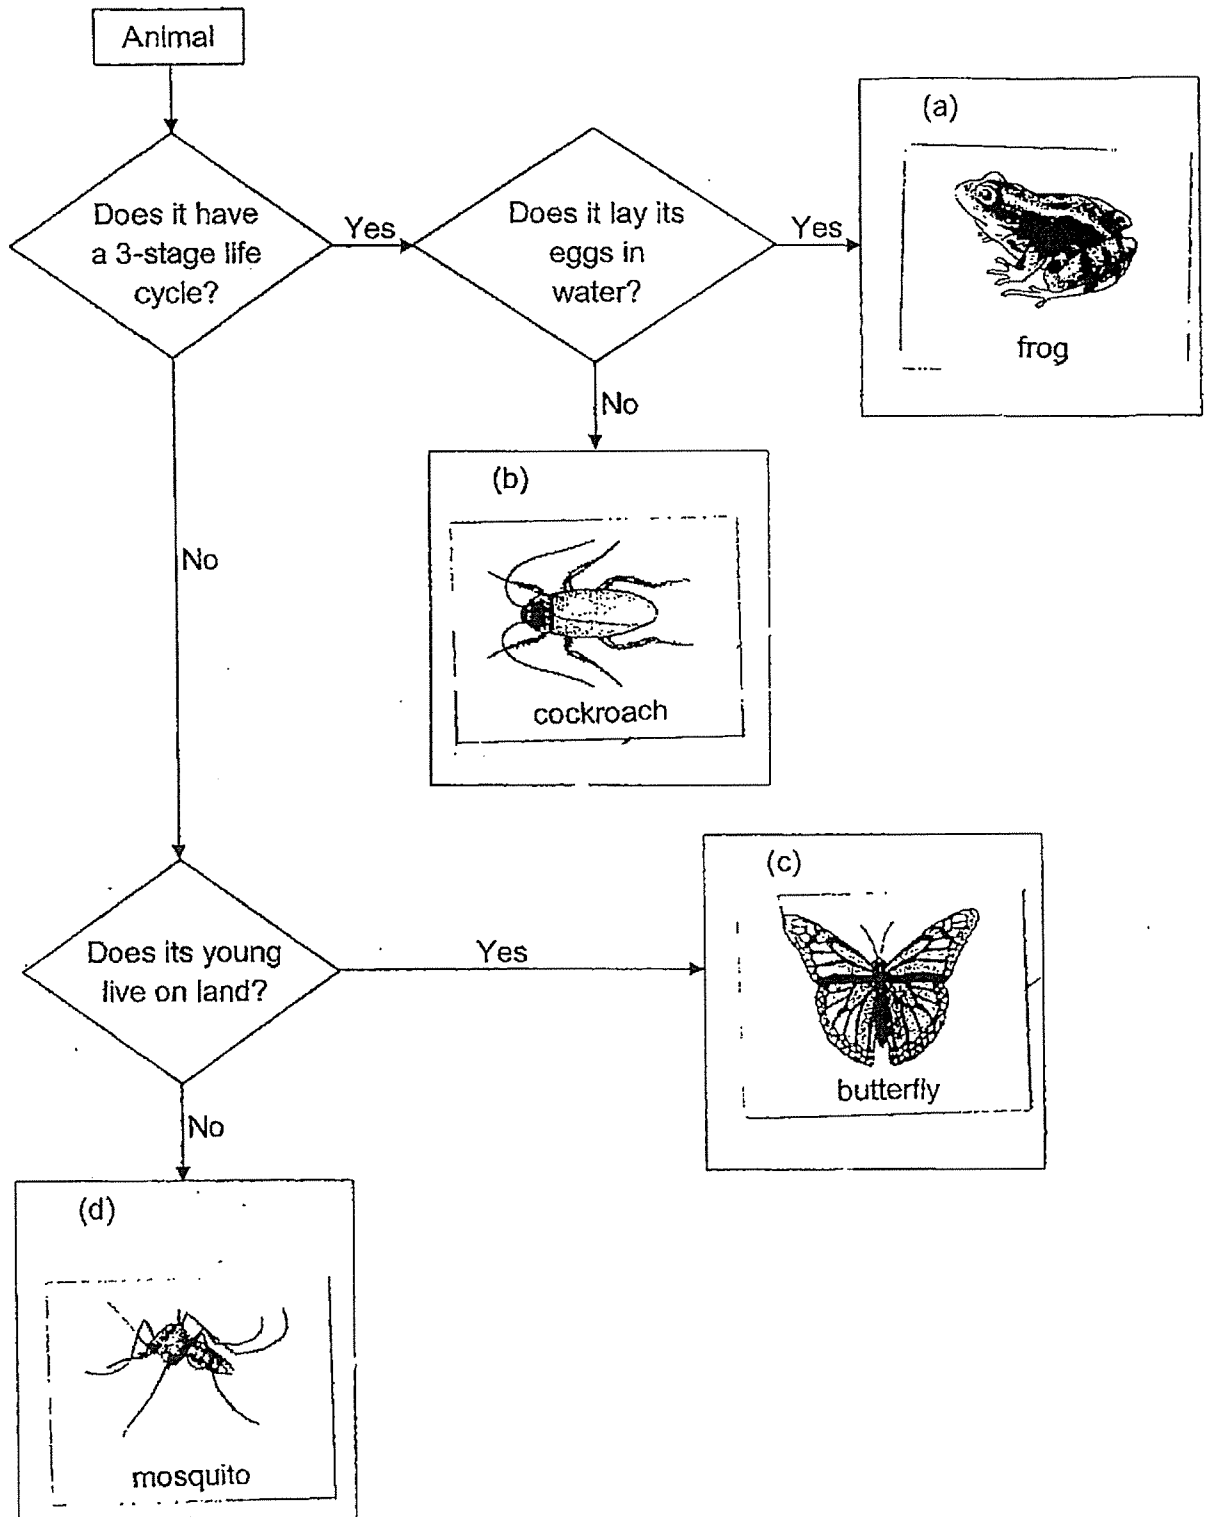 Animal
Does it have
a 3-stage life
cycle?
Yes
Does it lay its
eggs in
water?
Yes
(a)
frog
No
(b)
cockroach
No
Does its young
live on land?
Yes
(c)
butterfly
No
(d)
mosquito